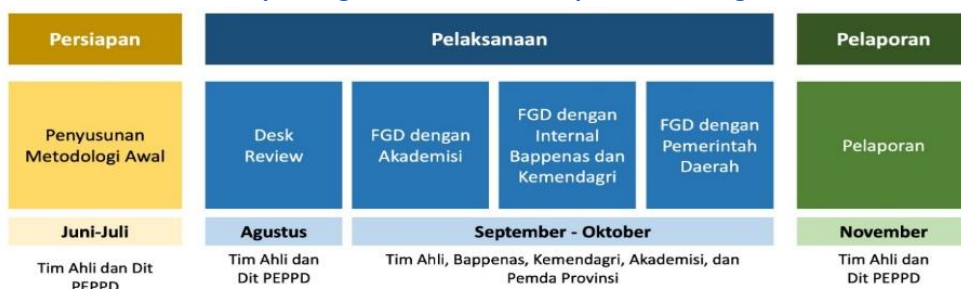 Persiapan
Pelaksanaan
Pelaporan
Penyusunan
Metodologi Awal
Desk
Review
FGD dengan
Akademisi
FGD dengan
Internal
Bappenas dan
Kemendagri
FGD dengan
Pemerintah
Daerah
Pelaporan
Juni-Juli
Agustus
September - Oktober
November
Tim Ahli dan Dit
PEPPD
Tim Ahli dan
Dit PEPPD
Tim Ahli, Bappenas, Kemendagri, Akademisi, dan
Pemda Provinsi
Tim Ahli dan
Dit PEPPD